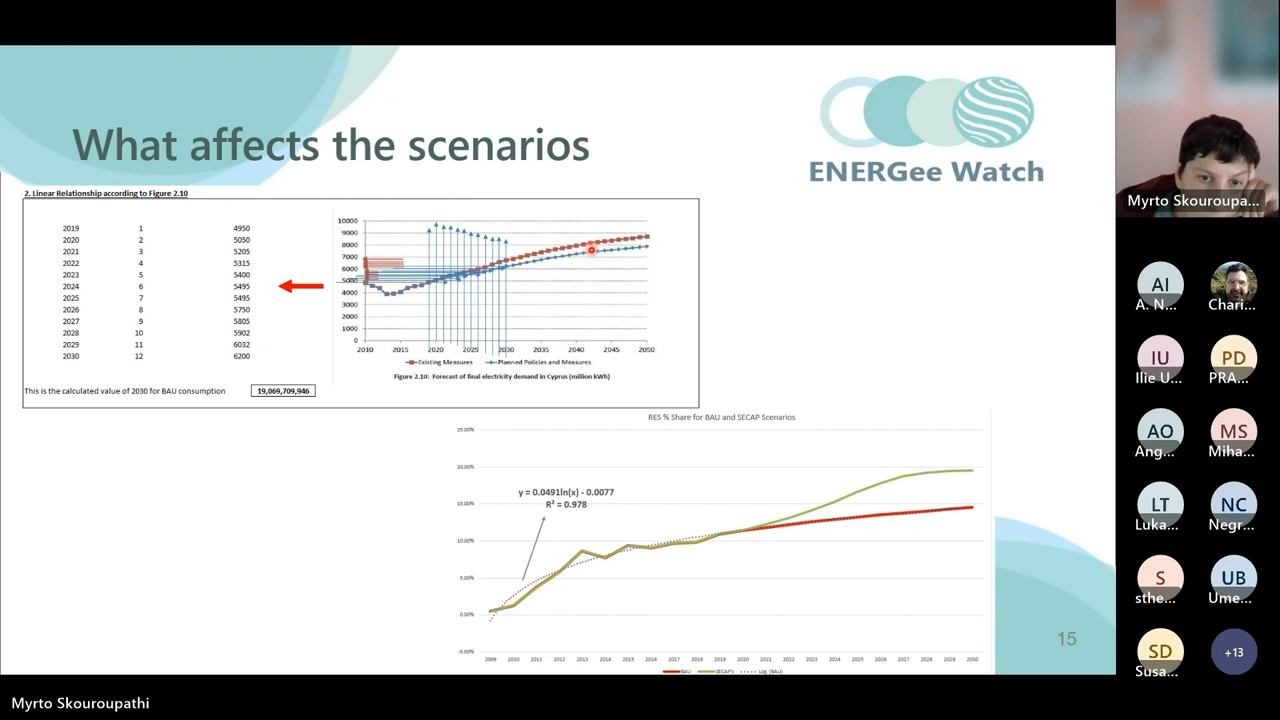 What affects the scenarios
ENERGee Watch
2. Linear Relationship according to Figure 2.10
2019 1 4950
2020 2 5050
2021 3 5205
2022 4 5315
2023 5 5400
2024 6 5495
2025 7 5495
2026 8 5750
2027 9 5805
2028 10 5902
2029 11 6032
2030 12 6200
This is the calculated value of 2030 for BAU consumption 19,069,709,946
10000
9000
8000
7000
6000
5000
4000
3000
2000
1000
0
2010 2015 2020 2025 2030 2035 2040 2045 2050
Existing Measures Planned Policies and Measures
Figure 2.10: Forecast of final electricity demand in Cyprus (million kWh)
RES % Share for BAU and SECAP Scenarios
25.00%
20.00%
15.00%
10.00%
5.00%
0.00%
-5.00%
y = 0.0491ln(x) - 0.0077
R² = 0.978
2009 2010 2011 2012 2013 2014 2015 2016 2017 2018 2019 2020 2021 2022 2023 2024 2025 2026 2027 2028 2029 2030
BAU SECAP's Log. (BAU)
15
Myrto Skouroupa...
AI
A. N...
Chari...
IU
Ilie U...
PD
PRA...
AO
Ang...
MS
Miha...
LT
Luka...
NC
Negr...
S
sthe...
UB
Ume...
SD
Susa...
+13
Myrto Skouroupathi